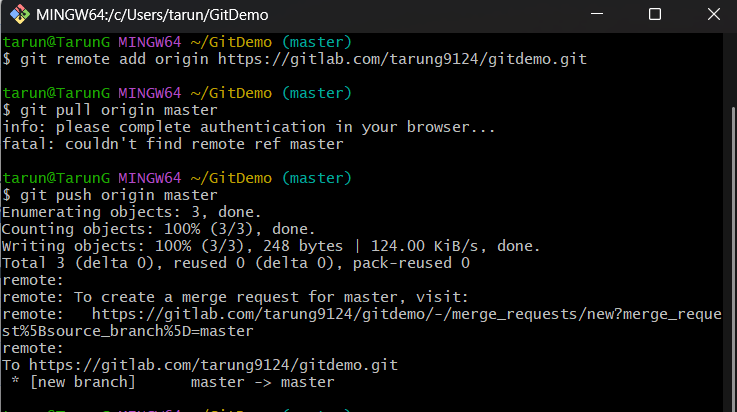 MINGW64:/c/Users/tarun/GitDemo
tarun@TarunG MINGW64 ~/GitDemo (master)
$ git remote add origin https://gitlab.com/tarung9124/gitdemo.git
tarun@TarunG MINGW64 ~/GitDemo (master)
$ git pull origin master
info: please complete authentication in your browser...
fatal: couldn't find remote ref master
tarun@TarunG MINGW64 ~/GitDemo (master)
$ git push origin master
Enumerating objects: 3, done.
Counting objects: 100% (3/3), done.
Writing objects: 100% (3/3), 248 bytes | 124.00 KiB/s, done.
Total 3 (delta 0), reused 0 (delta 0), pack-reused 0
remote:
remote: To create a merge request for master, visit:
remote:   https://gitlab.com/tarung9124/gitdemo/-/merge_requests/new?merge_reque
st%5Bsource_branch%5D=master
remote:
To https://gitlab.com/tarung9124/gitdemo.git
 * [new branch]      master -> master